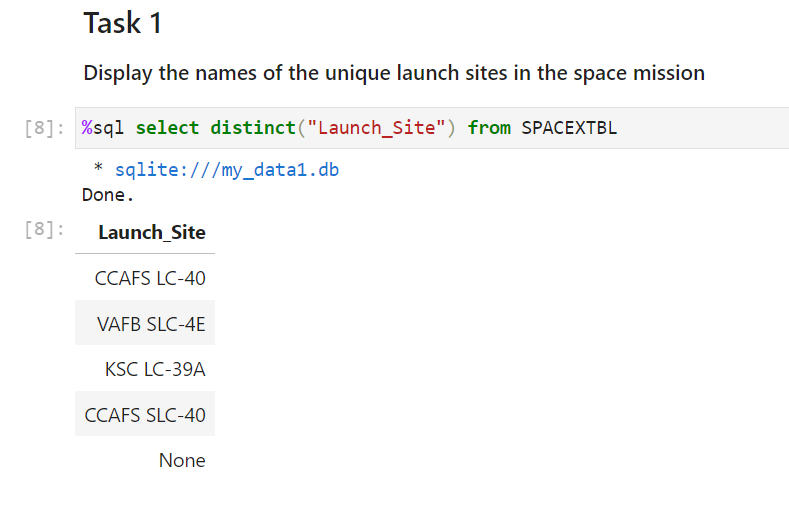 Task 1
Display the names of the unique launch sites in the space mission
[8]: %sql select distinct("Launch_Site") from SPACEXTBL
* sqlite:///my_data1.db
Done.
[8]: Launch_Site
CCAFS LC-40
VAFB SLC-4E
KSC LC-39A
CCAFS SLC-40
None